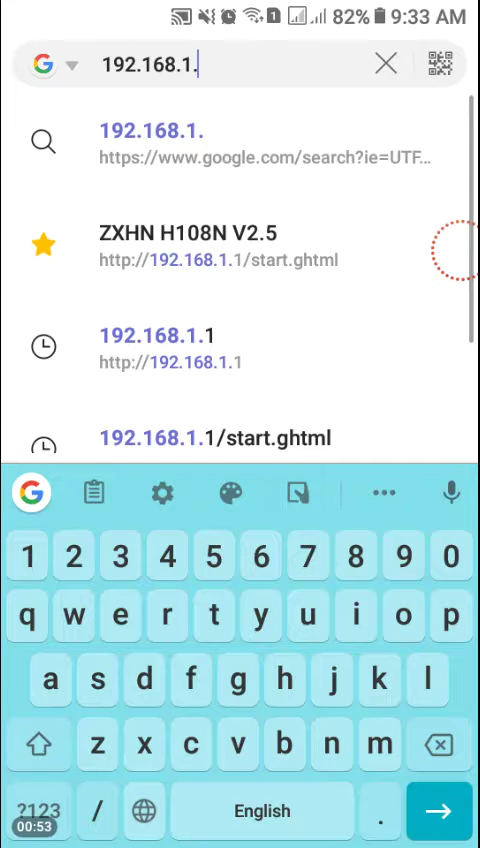 1 82% 9:33 AM
192.168.1.
192.168.1.
https://www.google.com/search?ie=UTF...
ZXHN H108N V2.5
http://192.168.1.1/start.ghtml
192.168.1.1
http://192.168.1.1
192.168.1.1/start.ghtml
1 2 3 4 5 6 7 8 9 0
q w e r t y u i o p
a s d f g h j k l
z x c v b n m
?123 / English .
00:53